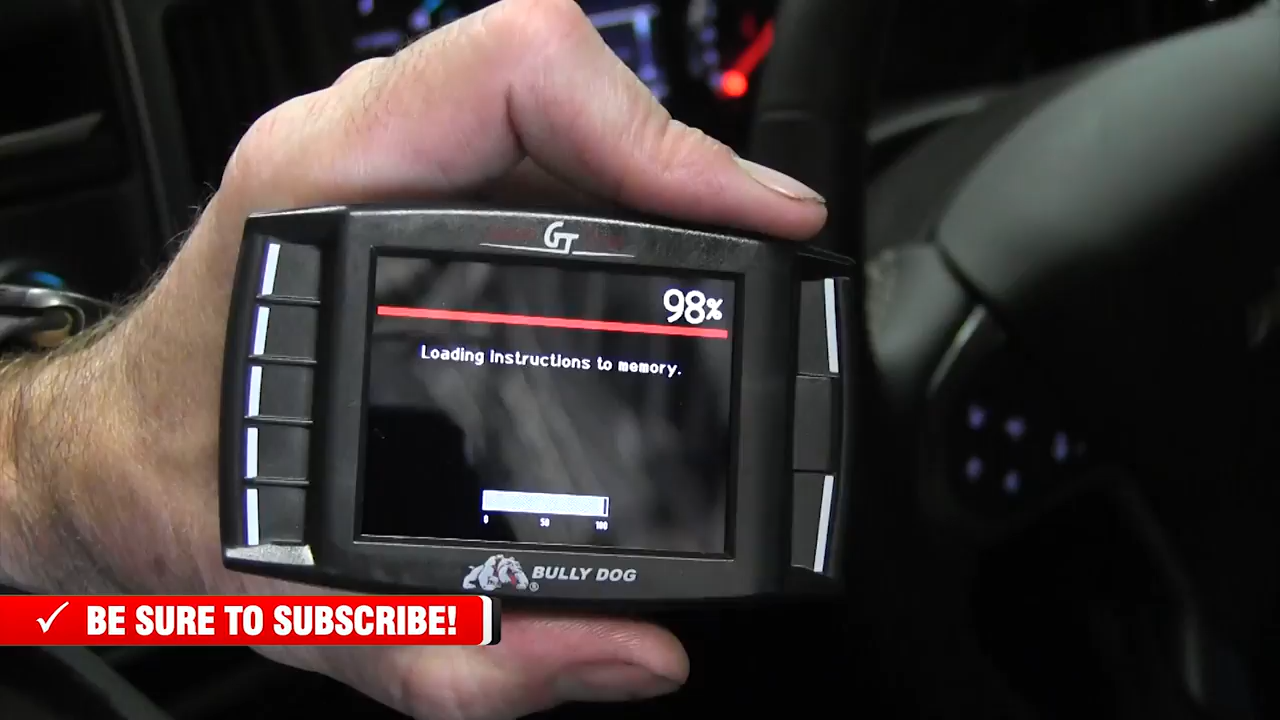 GT
98%
Loading instructions to memory.
0 50 100
BULLY DOG®
✓ BE SURE TO SUBSCRIBE!